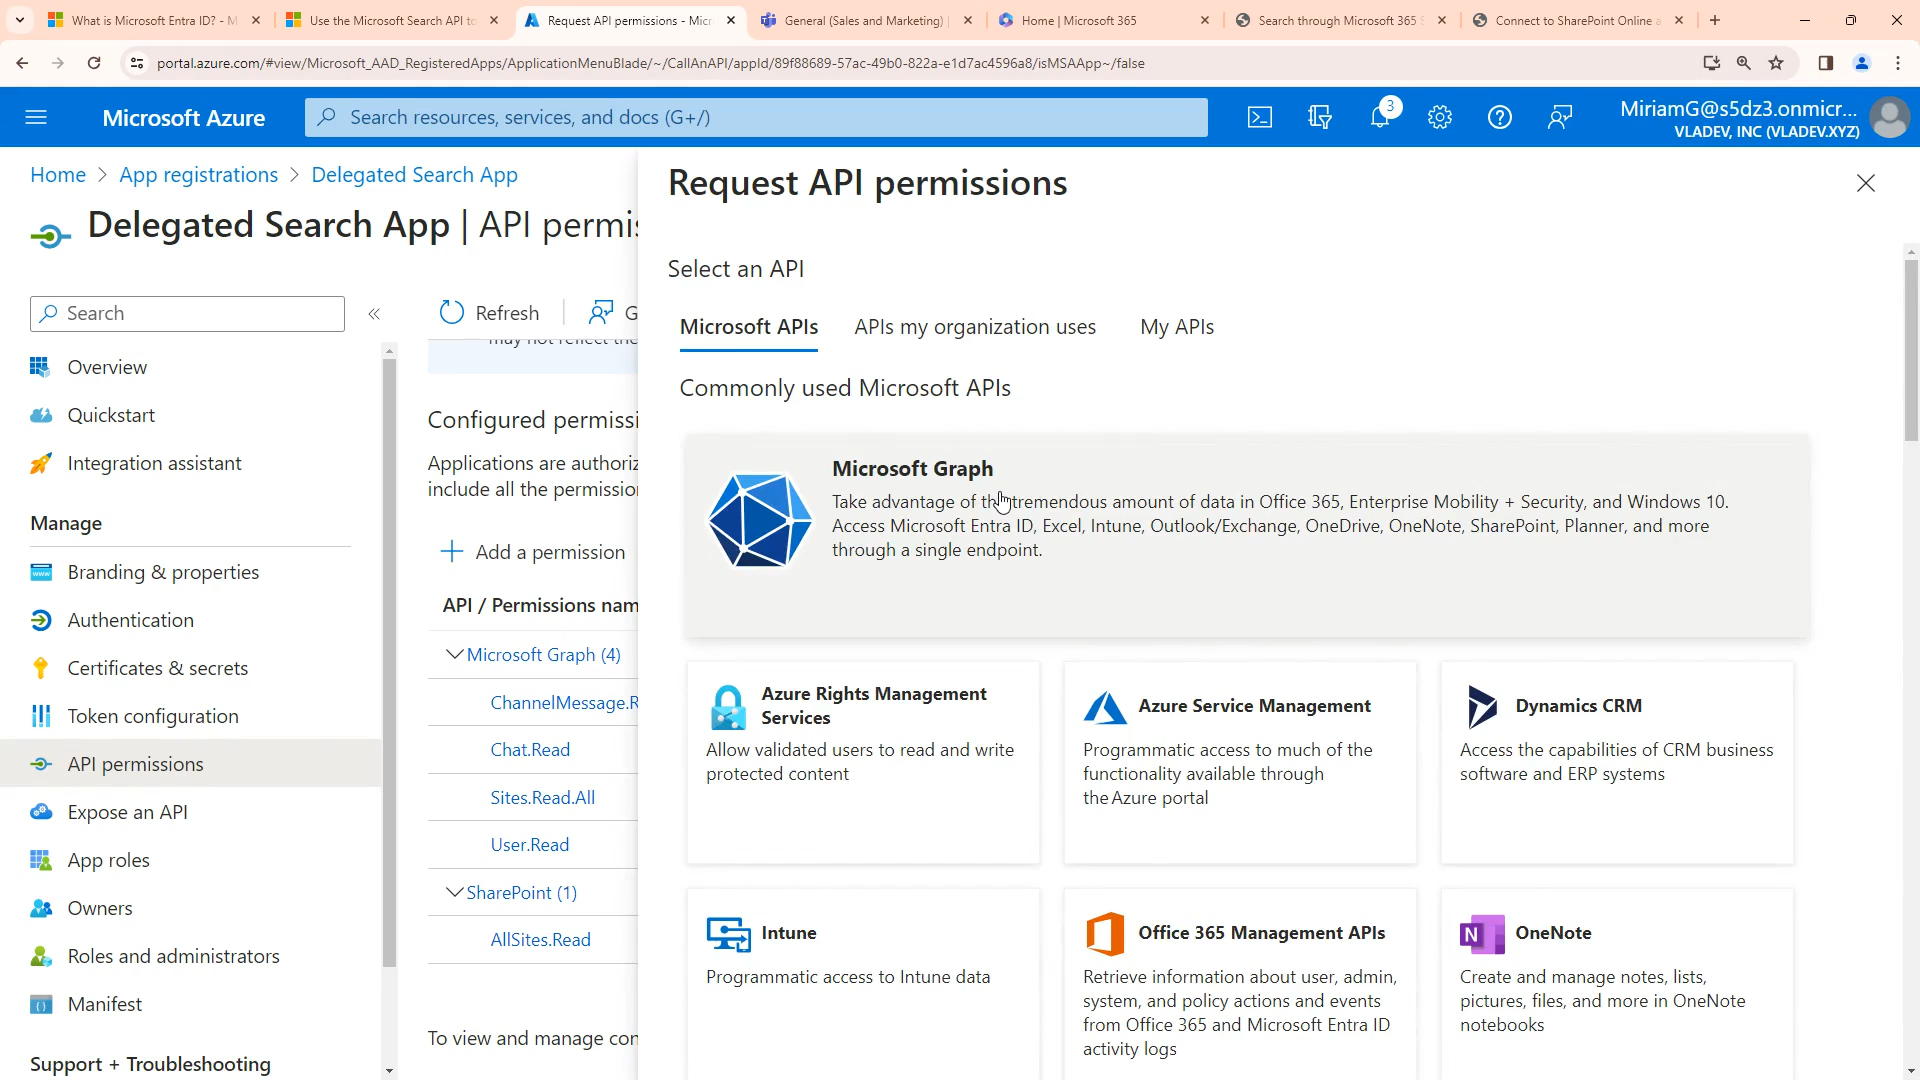 What is Microsoft Entra ID? - M
Use the Microsoft Search API to
Request API permissions - Micr
General (Sales and Marketing)
Home | Microsoft 365
Search through Microsoft 365 S
Connect to SharePoint Online a
portal.azure.com/#view/Microsoft_AAD_RegisteredApps/ApplicationMenuBlade/~/CallAnAPI/appId/89f88689-57ac-49b0-822a-e1d7ac4596a8/isMSAApp~/false
Microsoft Azure
Search resources, services, and docs (G+/)
3
MiriamG@s5dz3.onmicr...
VLADEV, INC (VLADEV.XYZ)
Home > App registrations > Delegated Search App
Delegated Search App | API permis
Search
Overview
Quickstart
Integration assistant
Manage
Branding & properties
Authentication
Certificates & secrets
Token configuration
API permissions
Expose an API
App roles
Owners
Roles and administrators
Manifest
Support + Troubleshooting
Refresh
G
may not reflect the
Configured permissi
Applications are authoriz
include all the permission
Add a permission
API / Permissions nam
Microsoft Graph (4)
ChannelMessage.R
Chat.Read
Sites.Read.All
User.Read
SharePoint (1)
AllSites.Read
To view and manage con
Request API permissions
Select an API
Microsoft APIs
APIs my organization uses
My APIs
Commonly used Microsoft APIs
Microsoft Graph
Take advantage of the tremendous amount of data in Office 365, Enterprise Mobility + Security, and Windows 10.
Access Microsoft Entra ID, Excel, Intune, Outlook/Exchange, OneDrive, OneNote, SharePoint, Planner, and more
through a single endpoint.
Azure Rights Management
Services
Allow validated users to read and write
protected content
Azure Service Management
Programmatic access to much of the
functionality available through
the Azure portal
Dynamics CRM
Access the capabilities of CRM business
software and ERP systems
Intune
Programmatic access to Intune data
Office 365 Management APIs
Retrieve information about user, admin,
system, and policy actions and events
from Office 365 and Microsoft Entra ID
activity logs
N
OneNote
Create and manage notes, lists,
pictures, files, and more in OneNote
notebooks